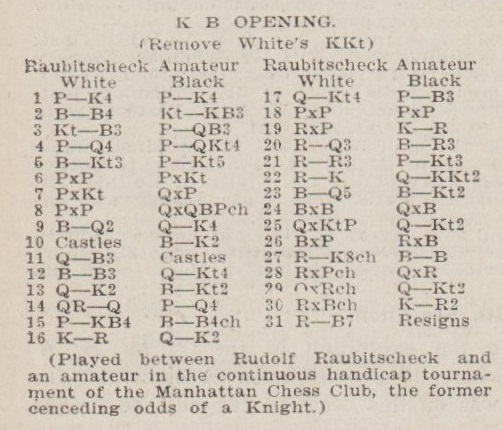 K B OPENING.
(Remove White's KKt)
Raubitscheck Amateur Raubitscheck Amateur
White Black White Black
1 P—K4 P—K4 17 Q—Kt4 P—B3
2 B—B4 Kt—KB3 18 PxP PxP
3 Kt—B3 P—QB3 19 RxP K—R
4 P—Q4 P—QKt4 20 R—Q3 B—R3
5 B—Kt3 P—Kt5 21 R—R3 P—Kt3
6 PxP PxKt 22 R—K Q—KKt2
7 PxKt QxP 23 B—Q5 B—Kt2
8 PxP QxQBPch 24 BxB QxB
9 B—Q2 Q—K4 25 QxKtP Q—Kt2
10 Castles B—K2 26 BxP RxB
11 Q—B3 Castles 27 R—K8ch B—B
12 B—B3 Q—Kt4 28 RxPch QxR
13 Q—K2 B—Kt2 29 QxRch Q—Kt2
14 QR—Q P—Q4 30 RxBch K—R2
15 P—KB4 B—B4ch 31 R—B7 Resigns
16 K—R Q—K2
(Played between Rudolf Raubitscheck and
an amateur in the continuous handicap tourna-
ment of the Manhattan Chess Club, the former
cenceding odds of a Knight.)